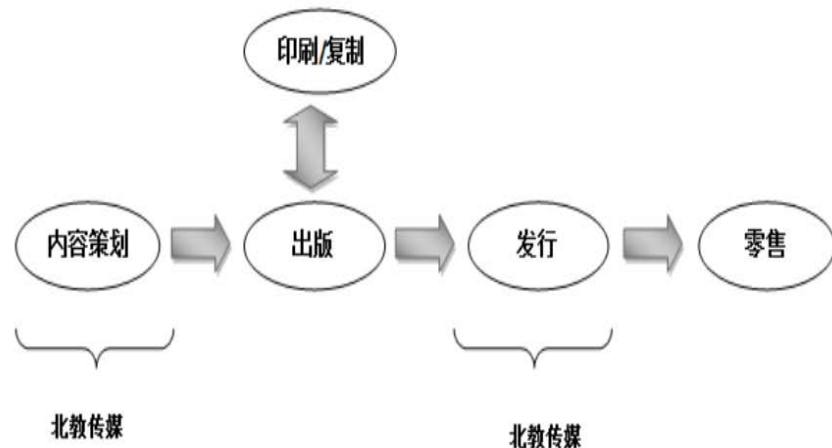 印刷/复制
内容策划
出版
发行
零售
北教传媒
北教传媒